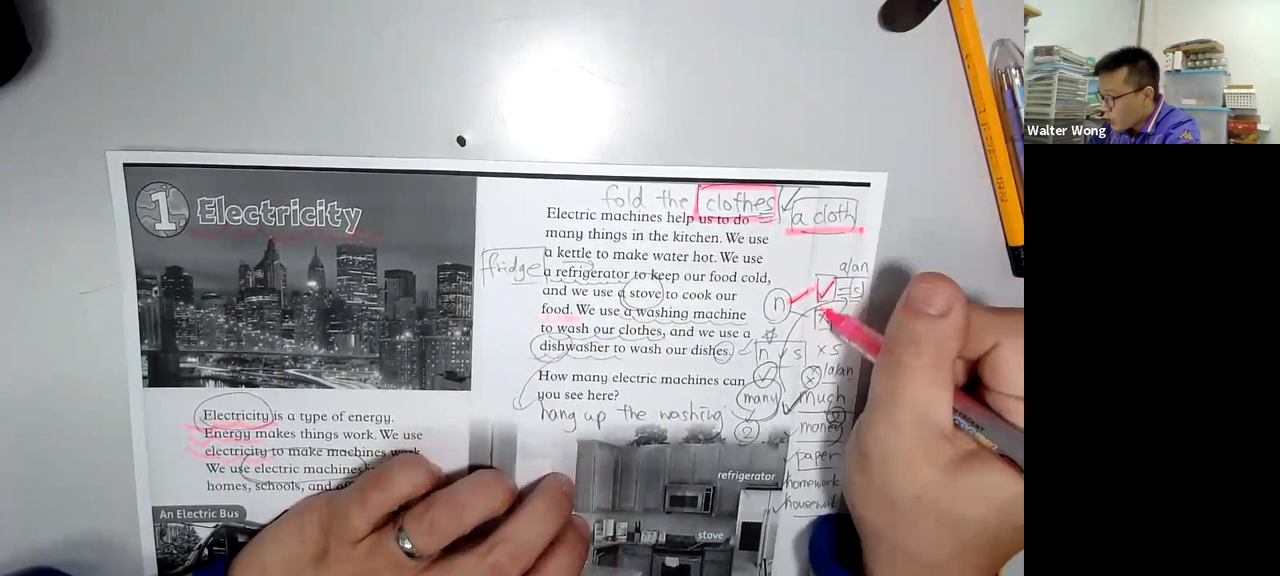 Walter Wong
fold the clothes
a cloth
1 Electricity
Electric machines help us to do
many things in the kitchen. We use
a kettle to make water hot. We use
a refrigerator to keep our food cold,
and we use a stove to cook our
food. We use a washing machine
to wash our clothes, and we use a
dishwasher to wash our dishes.
fridge
How many electric machines can
you see here?
hang up the washing
a/an
n
n
s
x s
a/an
many
much
2
2
money
paper
homework
housework
Electricity is a type of energy.
Energy makes things work. We use
electricity to make machines work.
We use electric machines
homes, schools, and
An Electric Bus
refrigerator
stove